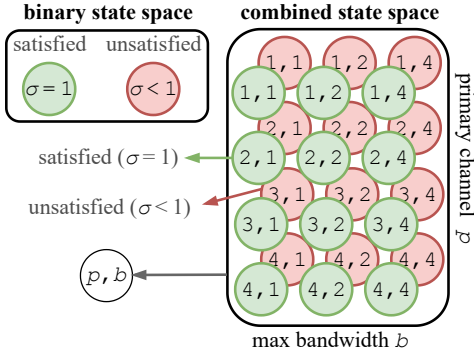 binary state space
combined state space
satisfied
unsatisfied
σ = 1
σ < 1
1, 1
1, 2
1, 4
1, 1
1, 2
1, 4
2, 1
2, 2
2, 4
satisfied (σ = 1)
2, 1
2, 2
2, 4
3, 1
3, 2
3, 4
unsatisfied (σ < 1)
3, 1
3, 2
3, 4
4, 1
4, 2
4, 4
p, b
4, 1
4, 2
4, 4
primary channel p
max bandwidth b